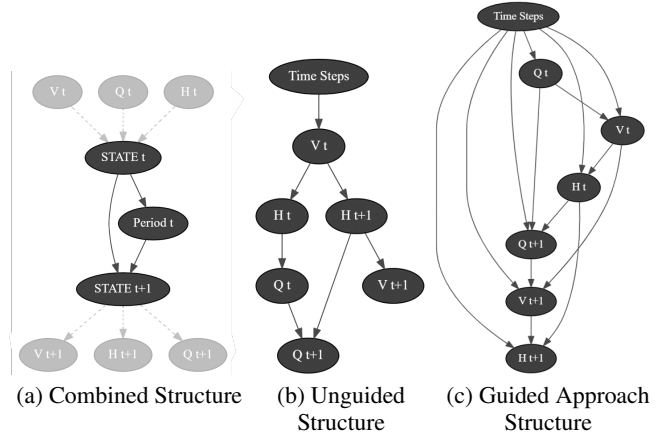 V t
Q t
H t
STATE t
Period t
STATE t+1
V t+1
H t+1
Q t+1
(a) Combined Structure
Time Steps
V t
H t
H t+1
Q t
V t+1
Q t+1
(b) Unguided
Structure
Time Steps
Q t
V t
H t
Q t+1
V t+1
H t+1
(c) Guided Approach
Structure